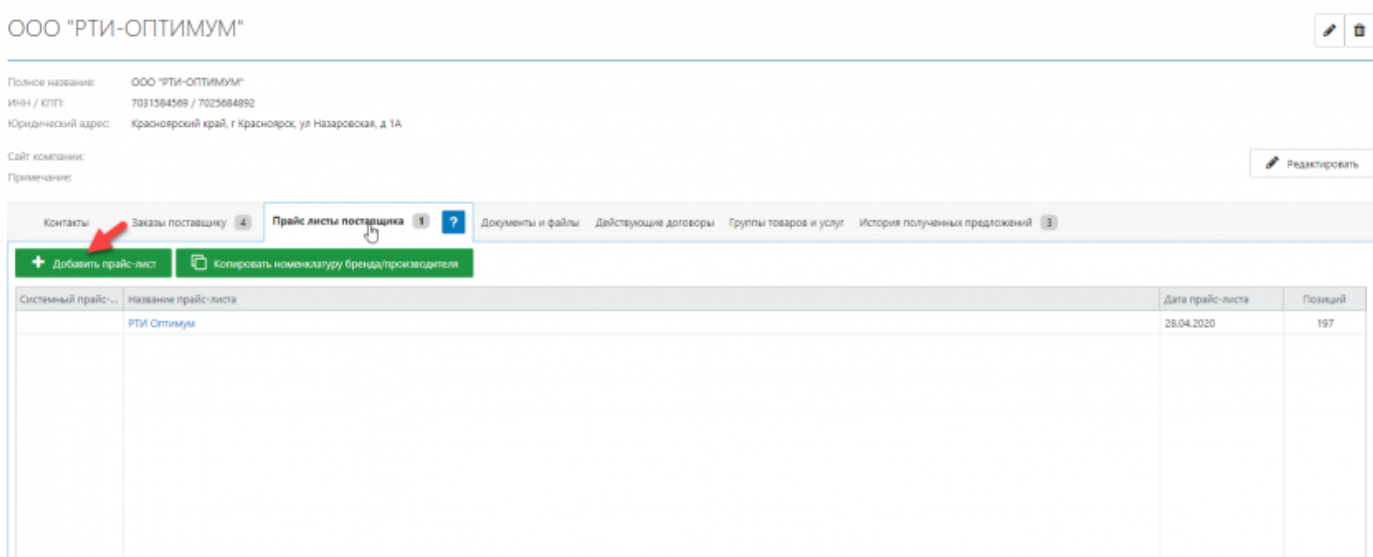 ООО "РТИ-ОПТИМУМ"
Полное название: ООО "РТИ-ОПТИМУМ"
ИНН / КПП: 7031584569 / 7025684892
Юридический адрес: Красноярский край, г Красноярск, ул Назаровская, д 1А
Сайт компании:
Примечание:
Редактировать
Контакты Заказы поставщику 4 Прайс листы поставщика 1 ? Документы и файлы Действующие договоры Группы товаров и услуг История полученных предложений 3
Добавить прайс-лист Копировать номенклатуру бренда/производителя
Системный прайс-... Название прайс-листа Дата прайс-листа Позиций
РТИ Оптимум 28.04.2020 197